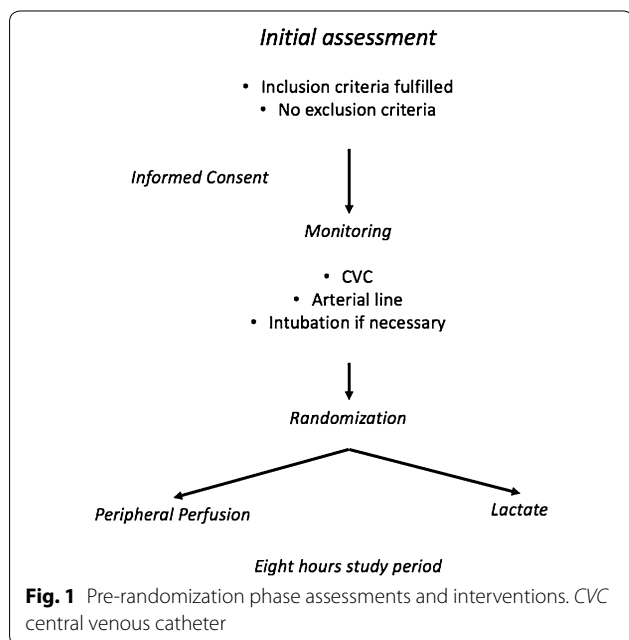 Initial assessment
• Inclusion criteria fulfilled
• No exclusion criteria
Informed Consent
Monitoring
• CVC
• Arterial line
• Intubation if necessary
Randomization
Peripheral Perfusion
Lactate
Eight hours study period
Fig. 1 Pre-randomization phase assessments and interventions. CVC
central venous catheter